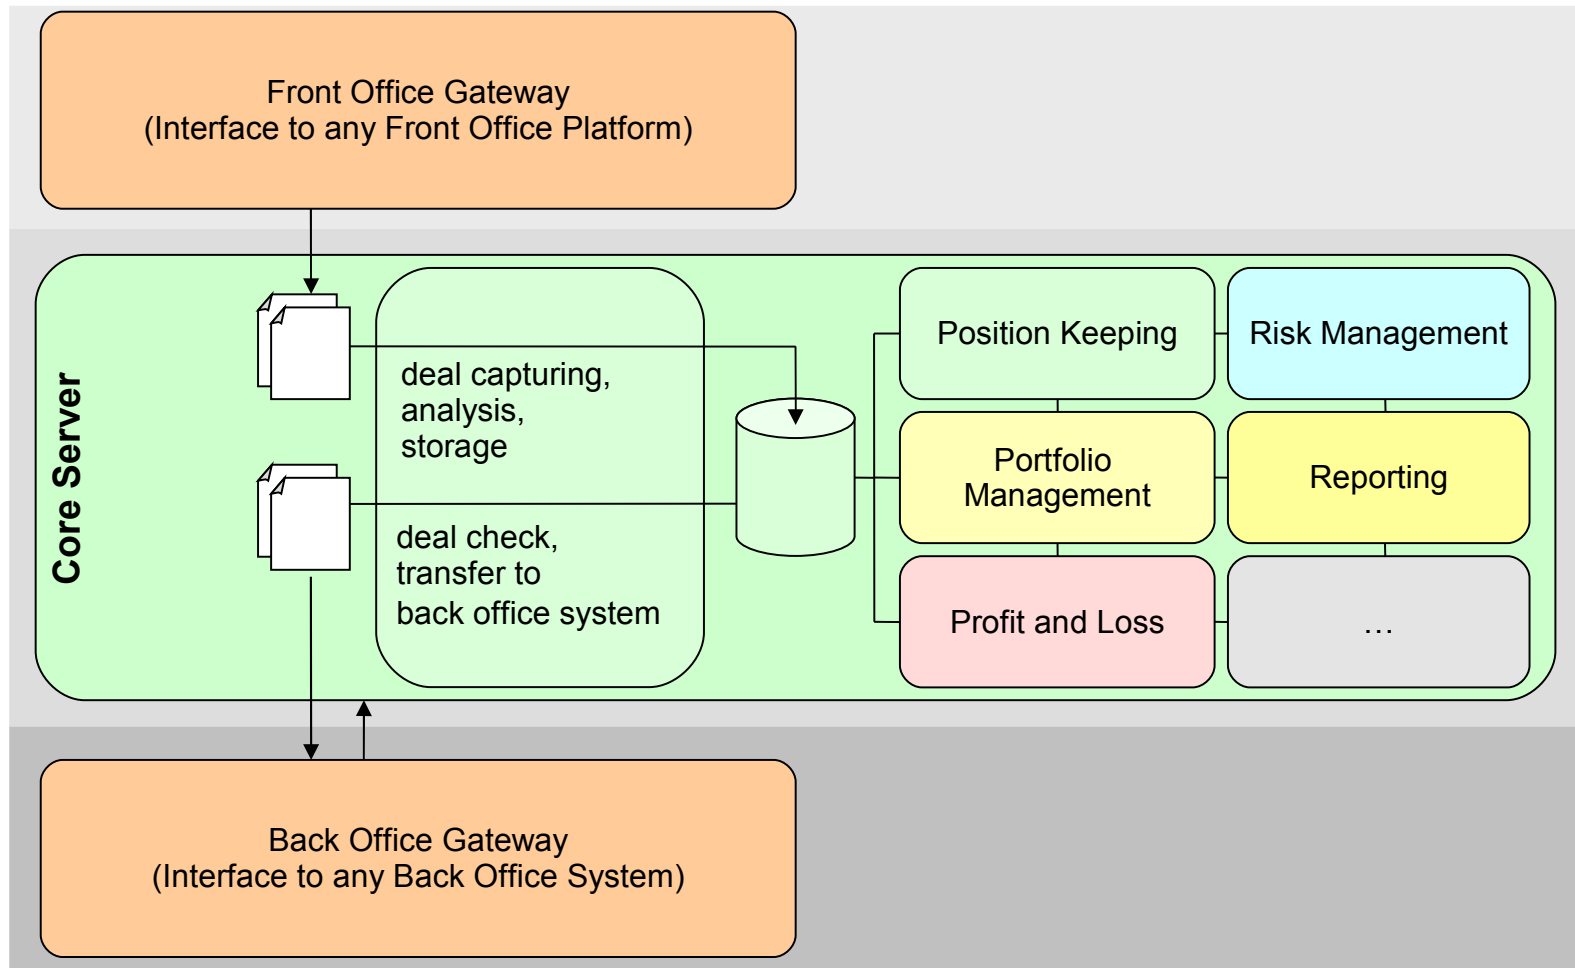 Front Office Gateway
(Interface to any Front Office Platform)
Core Server
deal capturing,
analysis,
storage
deal check,
transfer to
back office system
Position Keeping
Risk Management
Portfolio
Management
Reporting
Profit and Loss
...
Back Office Gateway
(Interface to any Back Office System)